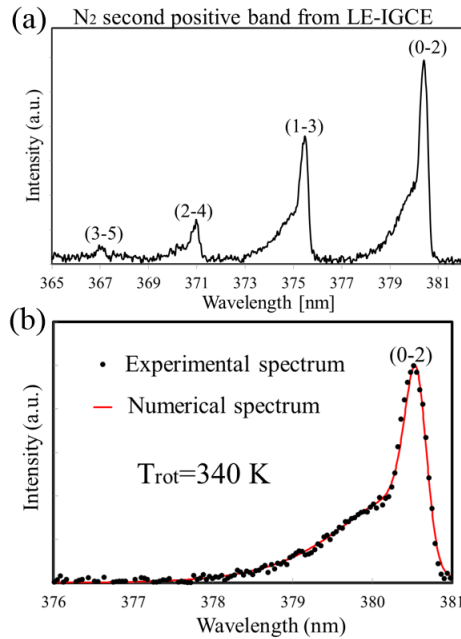 (a) N2 second positive band from LE-IGCE
Intensity (a.u.)
(0-2)
(1-3)
(2-4)
(3-5)
365 367 369 371 373 375 377 379 381
Wavelength [nm]
(b)
Intensity (a.u.)
(0-2)
Experimental spectrum
Numerical spectrum
Trot=340 K
376 377 378 379 380 381
Wavelength (nm)